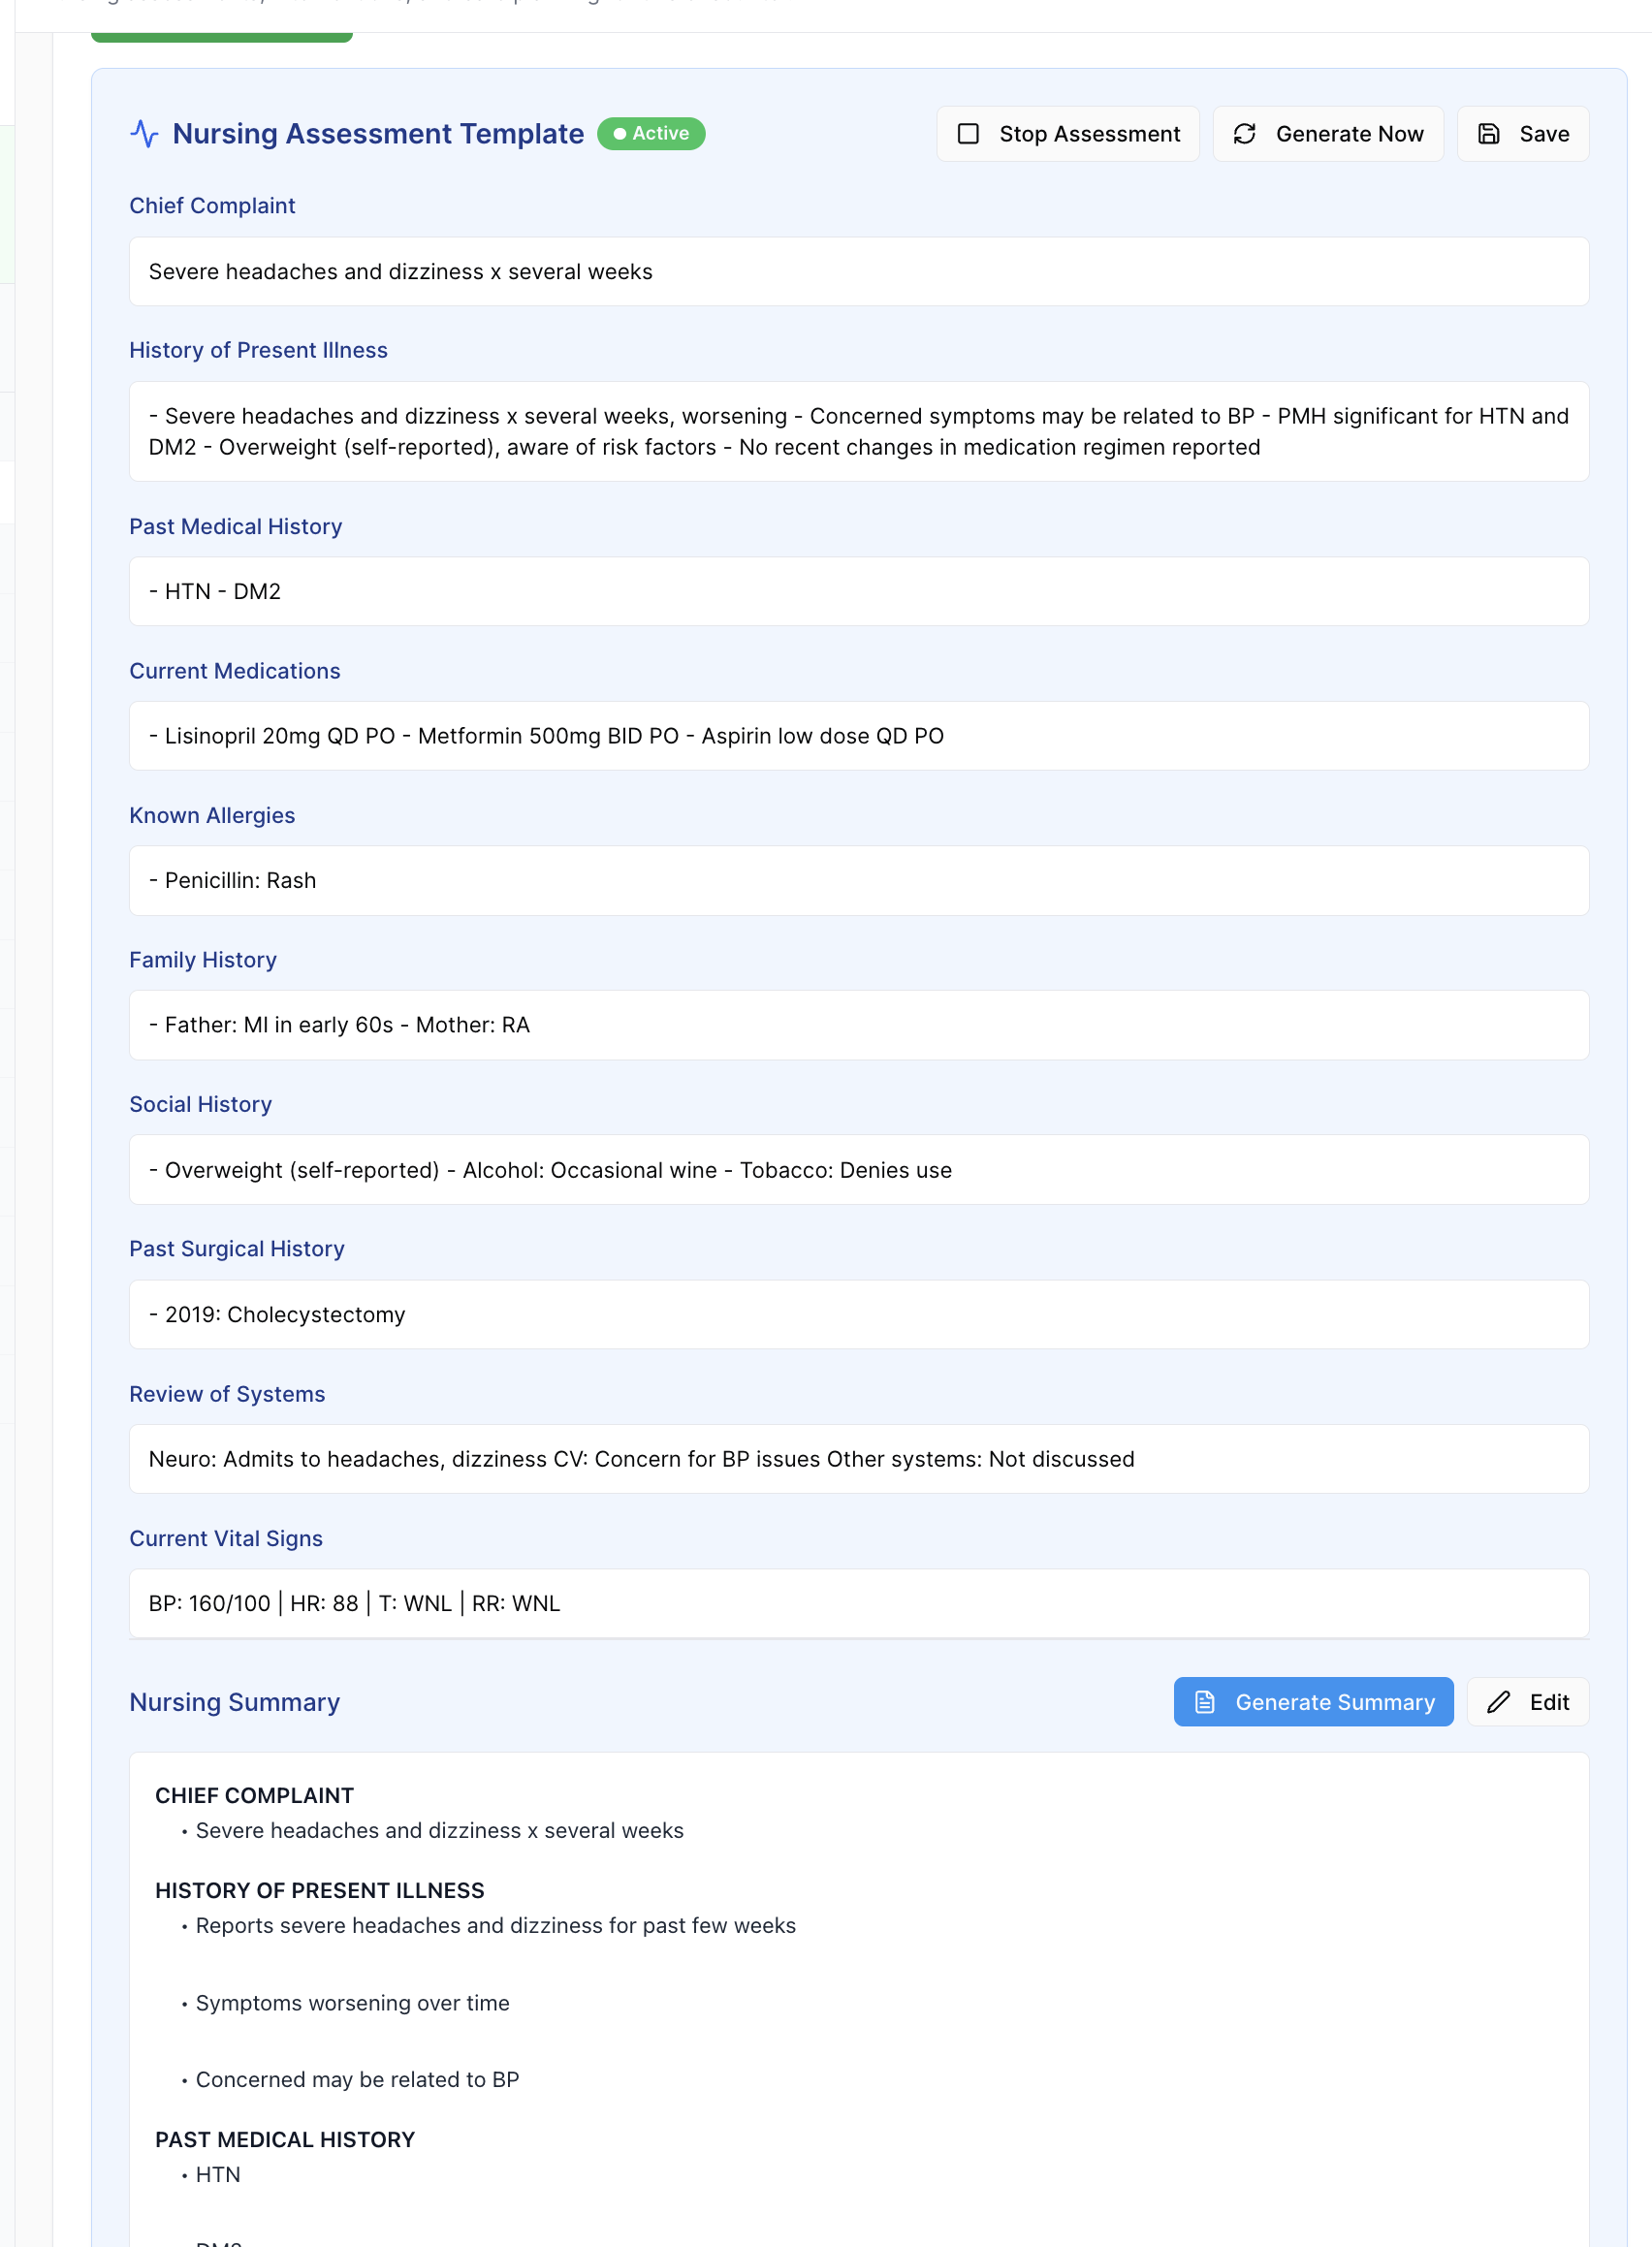 Nursing Assessment Template
Active
Stop Assessment
Generate Now
Save
Chief Complaint
Severe headaches and dizziness x several weeks
History of Present Illness
- Severe headaches and dizziness x several weeks, worsening - Concerned symptoms may be related to BP - PMH significant for HTN and
DM2 - Overweight (self-reported), aware of risk factors - No recent changes in medication regimen reported
Past Medical History
- HTN - DM2
Current Medications
- Lisinopril 20mg QD PO - Metformin 500mg BID PO - Aspirin low dose QD PO
Known Allergies
- Penicillin: Rash
Family History
- Father: MI in early 60s - Mother: RA
Social History
- Overweight (self-reported) - Alcohol: Occasional wine - Tobacco: Denies use
Past Surgical History
- 2019: Cholecystectomy
Review of Systems
Neuro: Admits to headaches, dizziness CV: Concern for BP issues Other systems: Not discussed
Current Vital Signs
BP: 160/100 | HR: 88 | T: WNL | RR: WNL
Nursing Summary
Generate Summary
Edit
CHIEF COMPLAINT
• Severe headaches and dizziness x several weeks
HISTORY OF PRESENT ILLNESS
• Reports severe headaches and dizziness for past few weeks
• Symptoms worsening over time
• Concerned may be related to BP
PAST MEDICAL HISTORY
• HTN